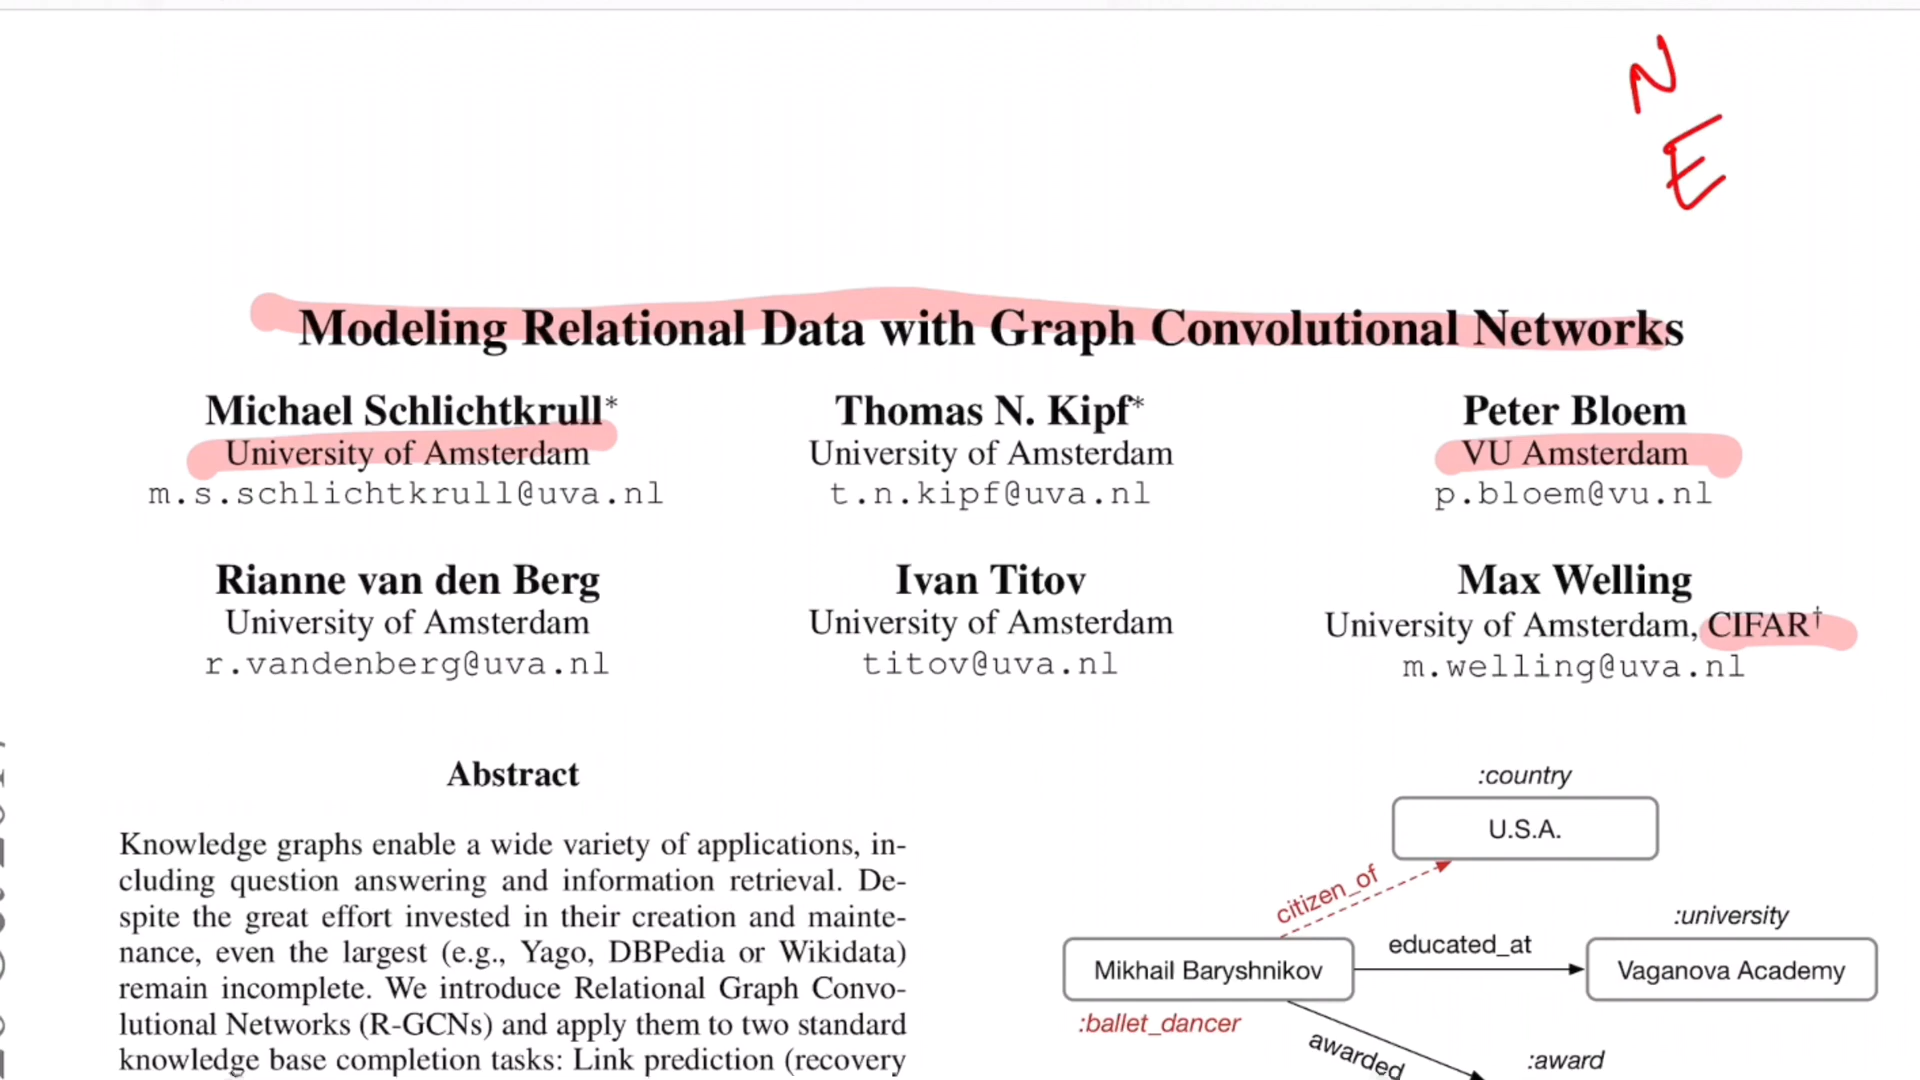 N
E
Modeling Relational Data with Graph Convolutional Networks
Michael Schlichtkrull*
University of Amsterdam
m.s.schlichtkrull@uva.nl
Thomas N. Kipf*
University of Amsterdam
t.n.kipf@uva.nl
Peter Bloem
VU Amsterdam
p.bloem@vu.nl
Rianne van den Berg
University of Amsterdam
r.vandenberg@uva.nl
Ivan Titov
University of Amsterdam
titov@uva.nl
Max Welling
University of Amsterdam, CIFAR†
m.welling@uva.nl
Abstract
Knowledge graphs enable a wide variety of applications, in-
cluding question answering and information retrieval. De-
spite the great effort invested in their creation and mainte-
nance, even the largest (e.g., Yago, DBPedia or Wikidata)
remain incomplete. We introduce Relational Graph Convo-
lutional Networks (R-GCNs) and apply them to two standard
knowledge base completion tasks: Link prediction (recovery
:country
U.S.A.
citizen_of
:university
educated_at
Mikhail Baryshnikov
Vaganova Academy
:ballet_dancer
awarded
:award